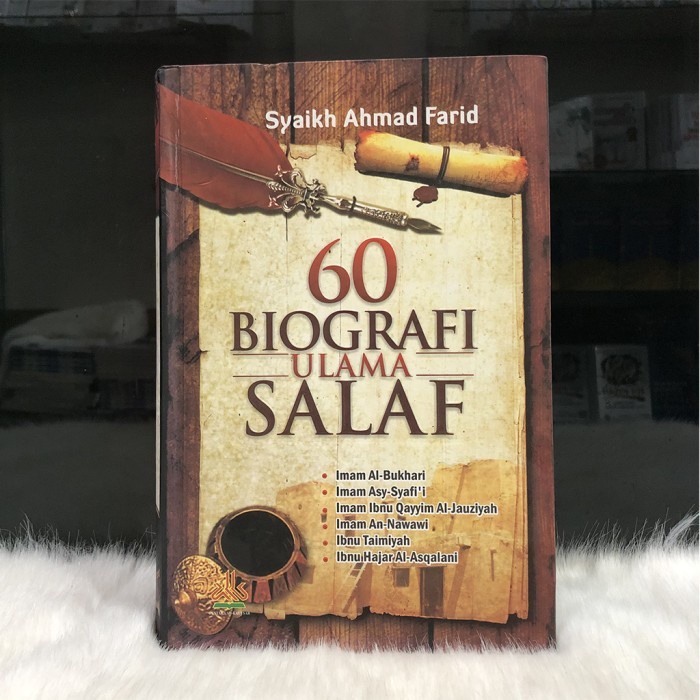 Syaikh Ahmad Farid
60
BIOGRAFI
ULAMA
SALAF
• Imam Al-Bukhari
• Imam Asy-Syafi'i
• Imam Ibnu Qayyim Al-Jauziyah
• Imam An-Nawawi
• Ibnu Taimiyah
• Ibnu Hajar Al-Asqalani